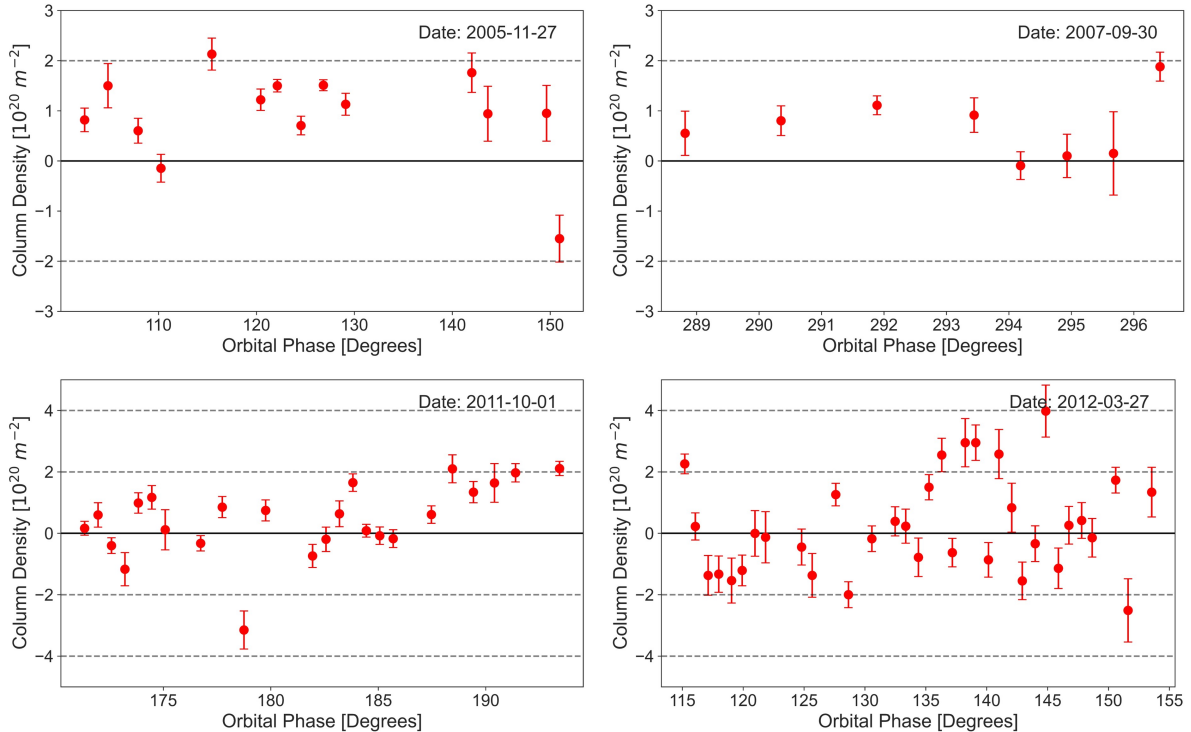 Date: 2005-11-27
Column Density [10²⁰ m⁻²]
3
2
1
0
−1
−2
−3
110 120 130 140 150
Orbital Phase [Degrees]
Date: 2007-09-30
Column Density [10²⁰ m⁻²]
3
2
1
0
−1
−2
−3
289 290 291 292 293 294 295 296
Orbital Phase [Degrees]
Date: 2011-10-01
Column Density [10²⁰ m⁻²]
4
2
0
−2
−4
175 180 185 190
Orbital Phase [Degrees]
Date: 2012-03-27
Column Density [10²⁰ m⁻²]
4
2
0
−2
−4
115 120 125 130 135 140 145 150 155
Orbital Phase [Degrees]